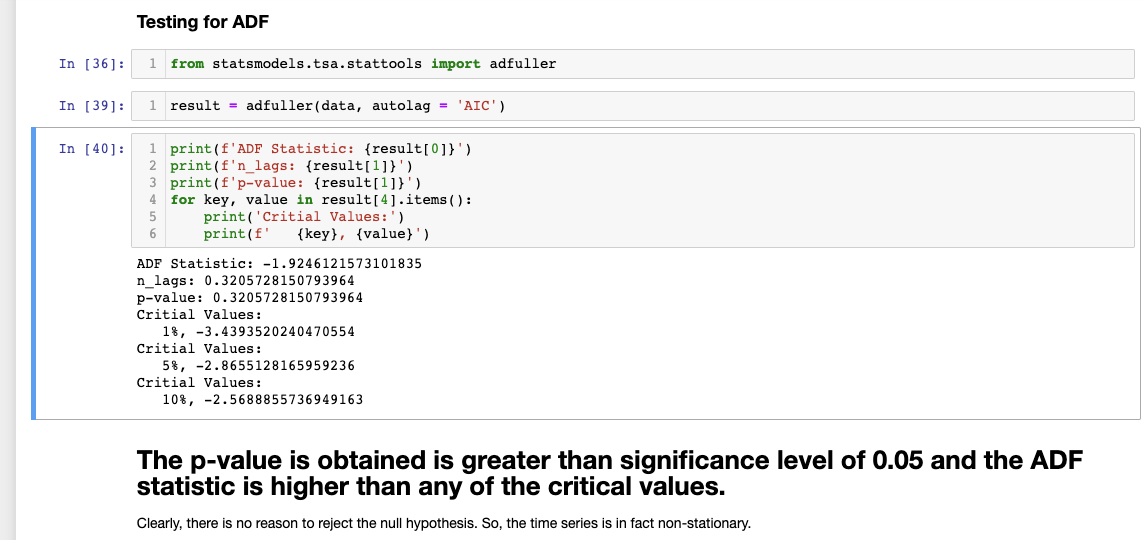 Testing for ADF
In [36]: 1 from statsmodels.tsa.stattools import adfuller
In [39]: 1 result = adfuller(data, autolag = 'AIC')
In [40]: 1 print(f'ADF Statistic: {result[0]}')
2 print(f'n_lags: {result[1]}')
3 print(f'p-value: {result[1]}')
4 for key, value in result[4].items():
5     print('Critial Values:')
6     print(f'   {key}, {value}')
ADF Statistic: -1.9246121573101835
n_lags: 0.3205728150793964
p-value: 0.3205728150793964
Critial Values:
   1%, -3.4393520240470554
Critial Values:
   5%, -2.8655128165959236
Critial Values:
   10%, -2.5688855736949163
The p-value is obtained is greater than significance level of 0.05 and the ADF
statistic is higher than any of the critical values.
Clearly, there is no reason to reject the null hypothesis. So, the time series is in fact non-stationary.